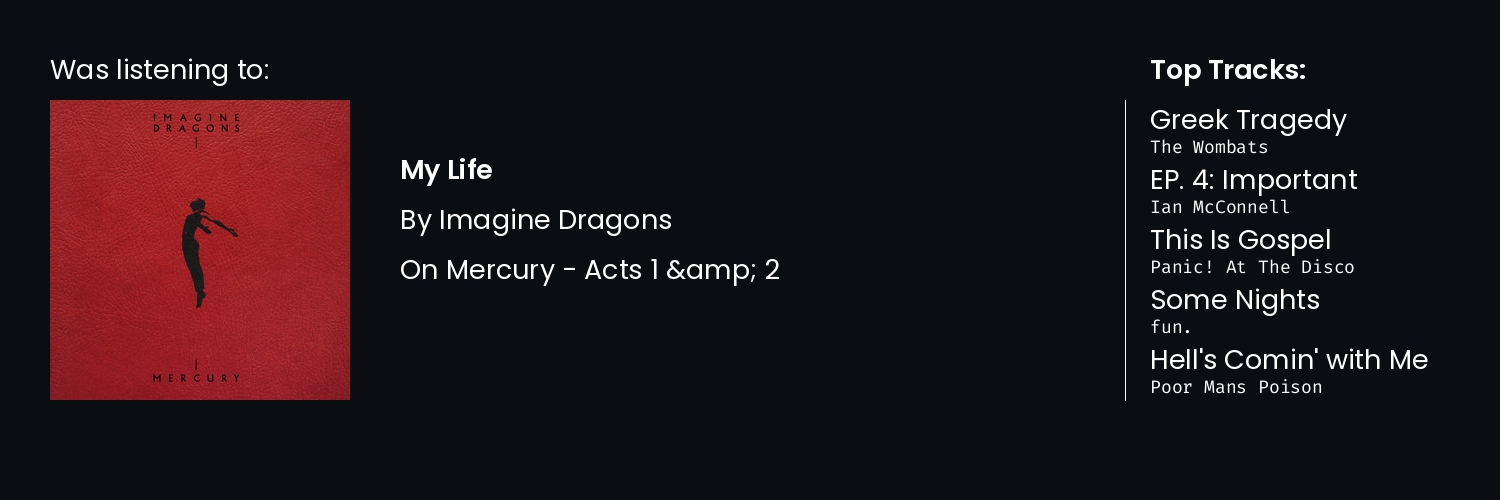 Was listening to:
IMAGINE
DRAGONS
MERCURY
My Life
By Imagine Dragons
On Mercury - Acts 1 &amp; 2
Top Tracks:
Greek Tragedy
The Wombats
EP. 4: Important
Ian McConnell
This Is Gospel
Panic! At The Disco
Some Nights
fun.
Hell's Comin' with Me
Poor Mans Poison